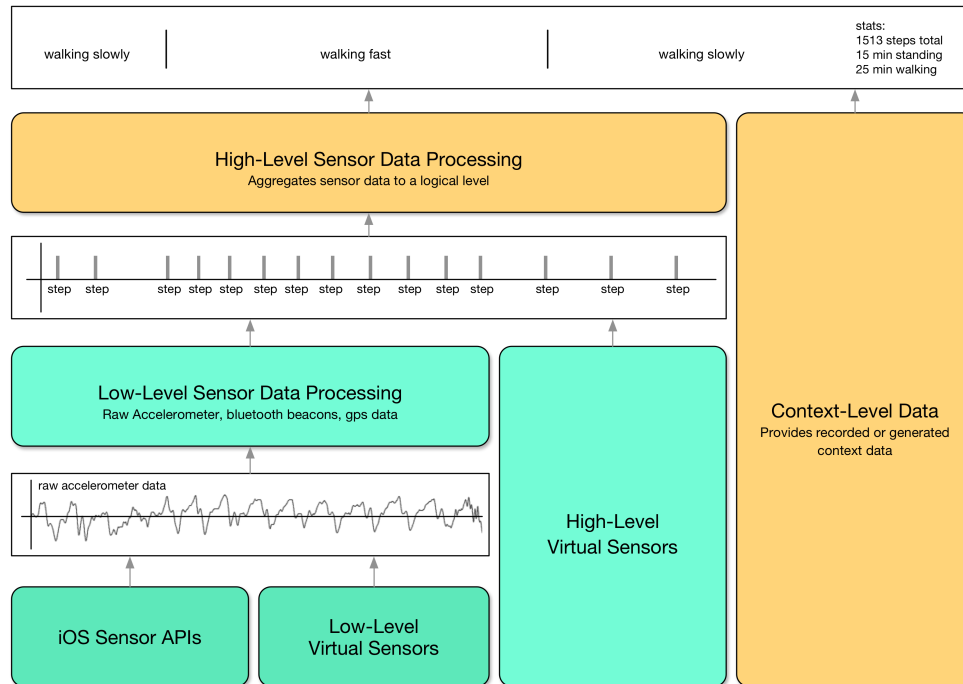 walking slowly
walking fast
walking slowly
stats:
1513 steps total
15 min standing
25 min walking
High-Level Sensor Data Processing
Aggregates sensor data to a logical level
step step step step step step step step step step step step step step step
Low-Level Sensor Data Processing
Raw Accelerometer, bluetooth beacons, gps data
Context-Level Data
Provides recorded or generated
context data
raw accelerometer data
High-Level
Virtual Sensors
iOS Sensor APIs
Low-Level
Virtual Sensors